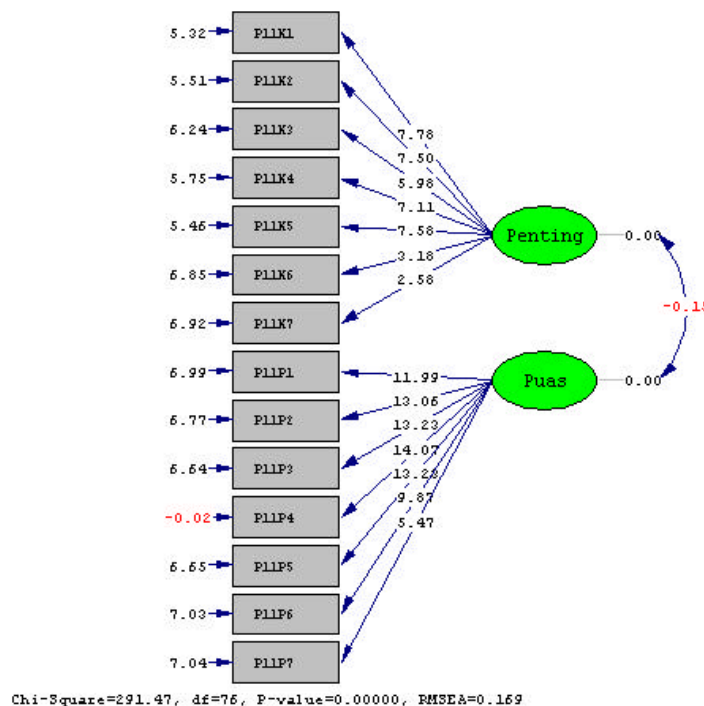 5.32 P11K1
5.51 P11K2
6.24 P11K3
5.75 P11K4
5.46 P11K5
6.85 P11K6
6.92 P11K7
6.99 P11P1
6.77 P11P2
6.64 P11P3
-0.02 P11P4
6.65 P11P5
7.03 P11P6
7.04 P11P7
7.78
7.50
5.98
7.11
7.58
3.18
2.58
11.99
13.06
13.23
14.07
13.23
9.87
5.47
Penting 0.00
-0.15
Puas 0.00
Chi-Square=291.47, df=76, P-value=0.00000, RMSEA=0.169